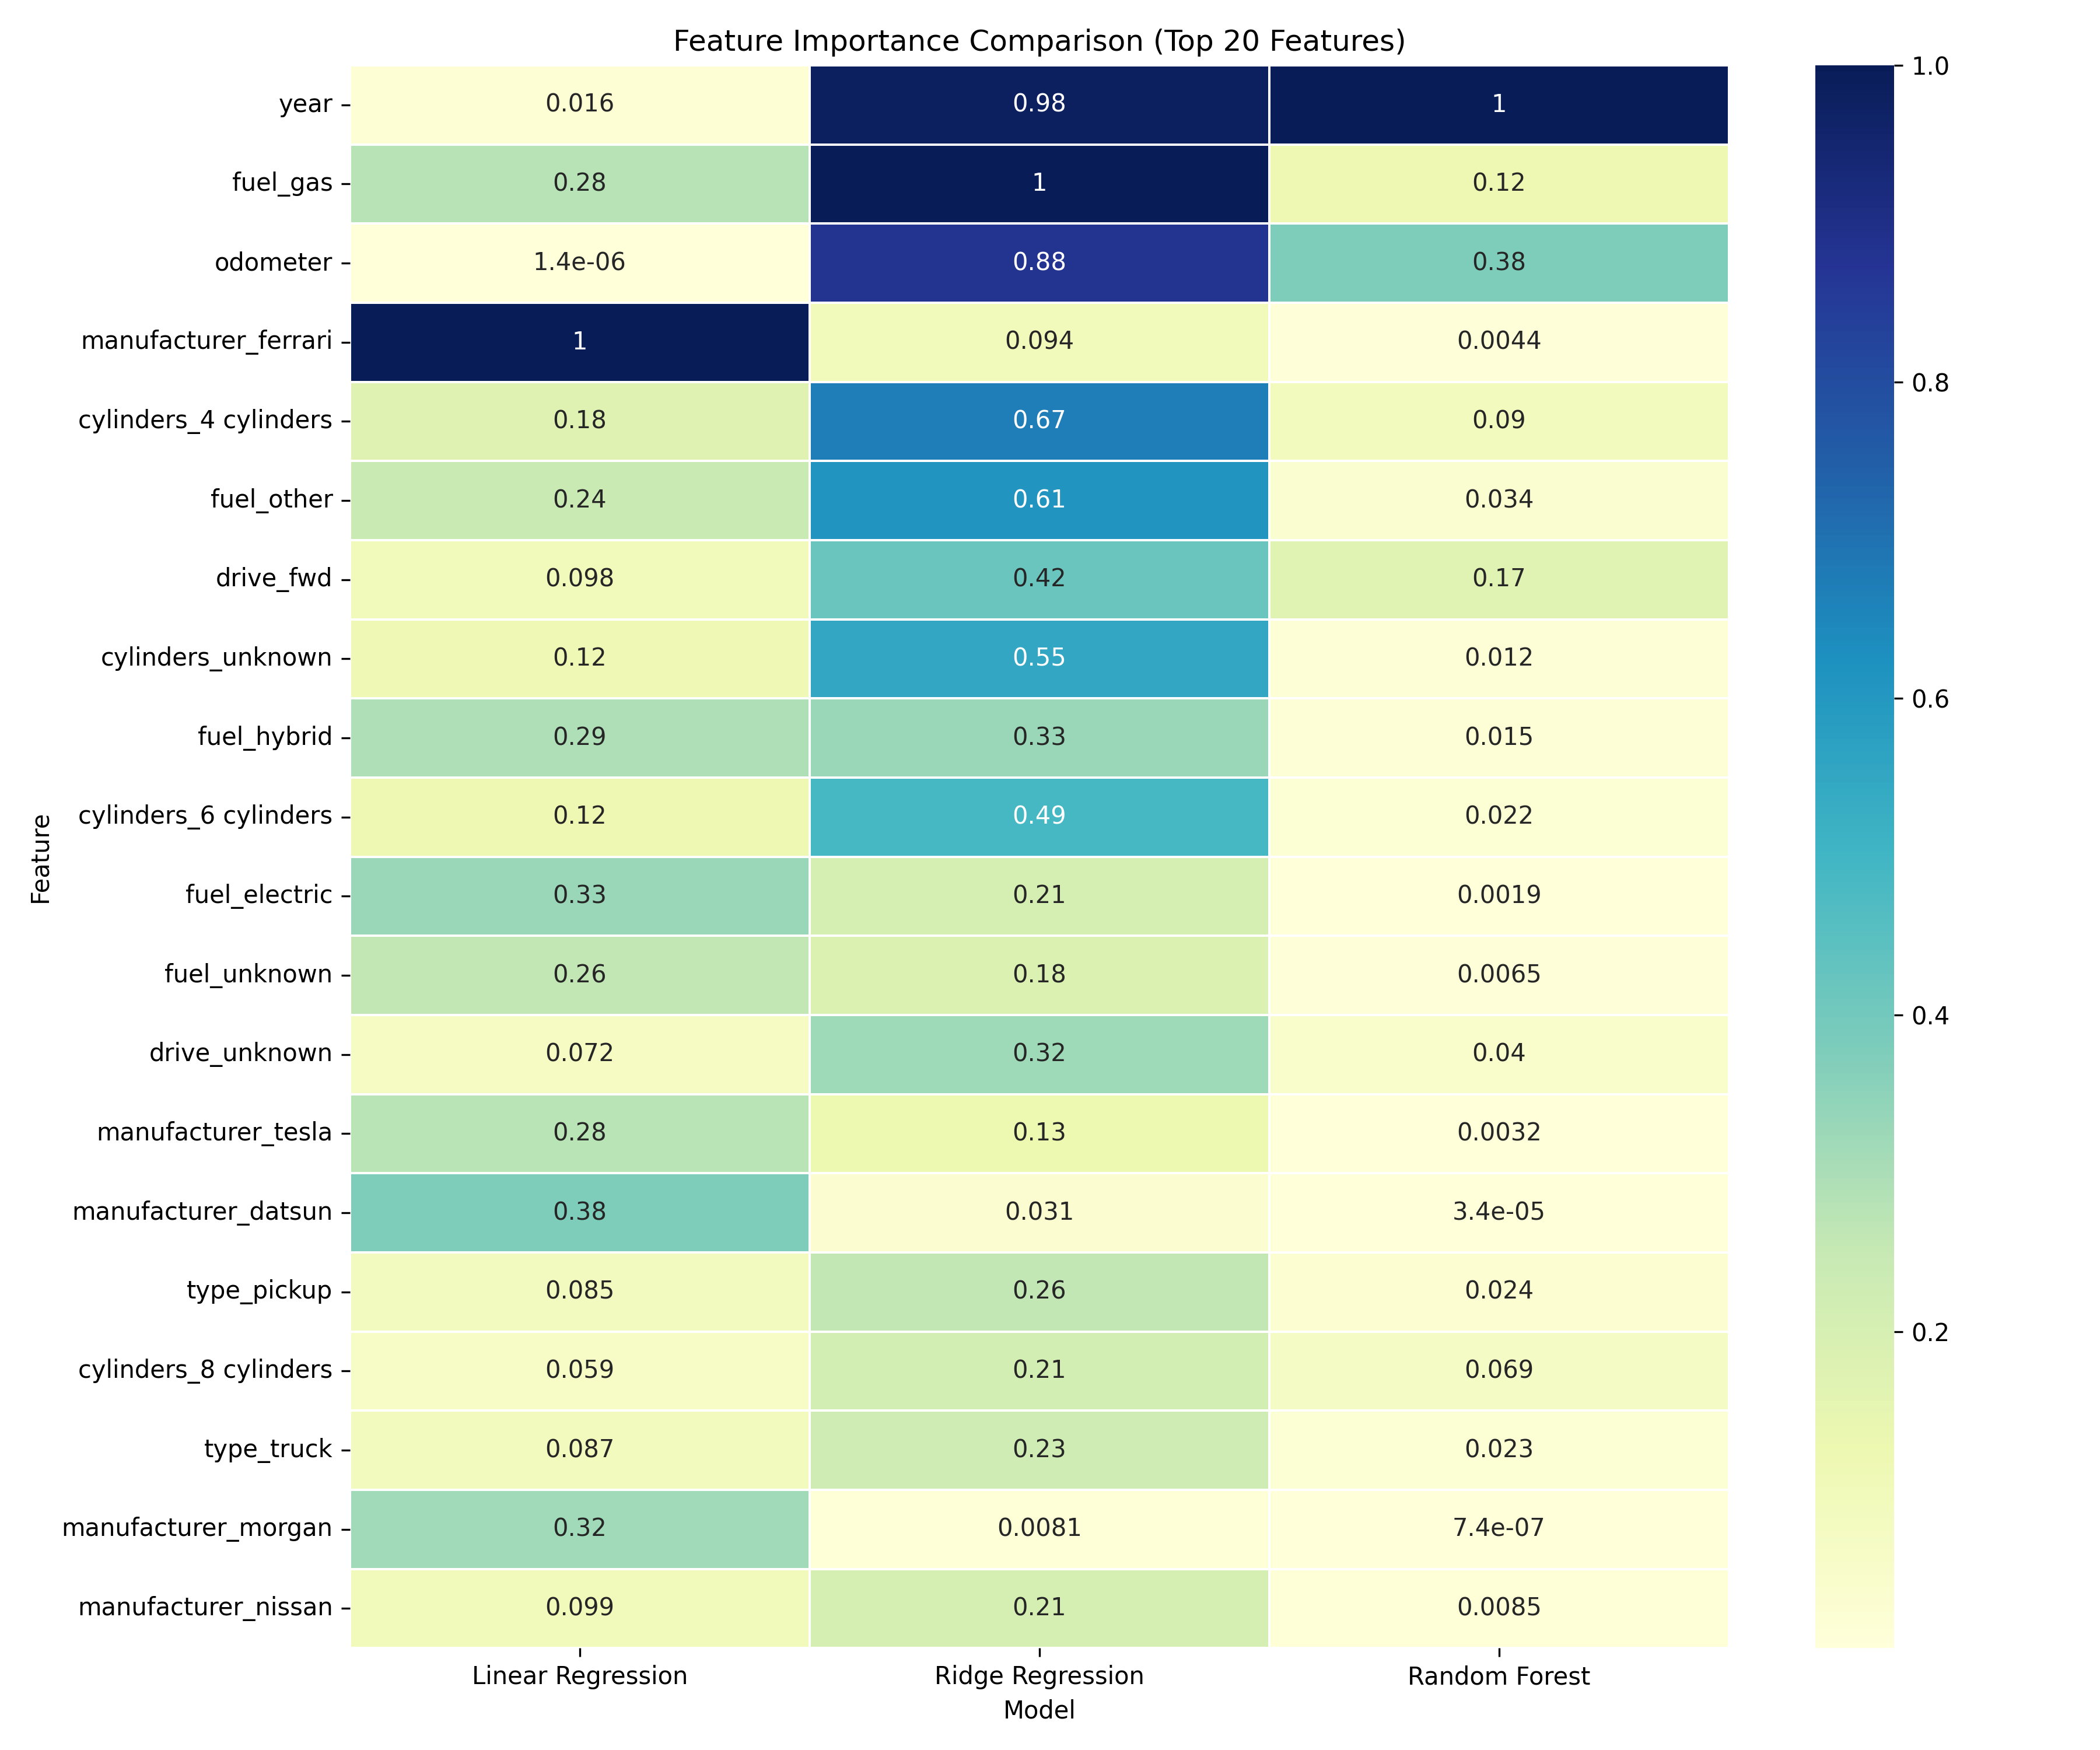 Feature Importance Comparison (Top 20 Features)
year 0.016 0.98 1
fuel_gas 0.28 1 0.12
odometer 1.4e-06 0.88 0.38
manufacturer_ferrari 1 0.094 0.0044
cylinders_4 cylinders 0.18 0.67 0.09
fuel_other 0.24 0.61 0.034
drive_fwd 0.098 0.42 0.17
cylinders_unknown 0.12 0.55 0.012
fuel_hybrid 0.29 0.33 0.015
cylinders_6 cylinders 0.12 0.49 0.022
fuel_electric 0.33 0.21 0.0019
fuel_unknown 0.26 0.18 0.0065
drive_unknown 0.072 0.32 0.04
manufacturer_tesla 0.28 0.13 0.0032
manufacturer_datsun 0.38 0.031 3.4e-05
type_pickup 0.085 0.26 0.024
cylinders_8 cylinders 0.059 0.21 0.069
type_truck 0.087 0.23 0.023
manufacturer_morgan 0.32 0.0081 7.4e-07
manufacturer_nissan 0.099 0.21 0.0085
Linear Regression Ridge Regression Random Forest
Model
Feature
1.0
0.8
0.6
0.4
0.2